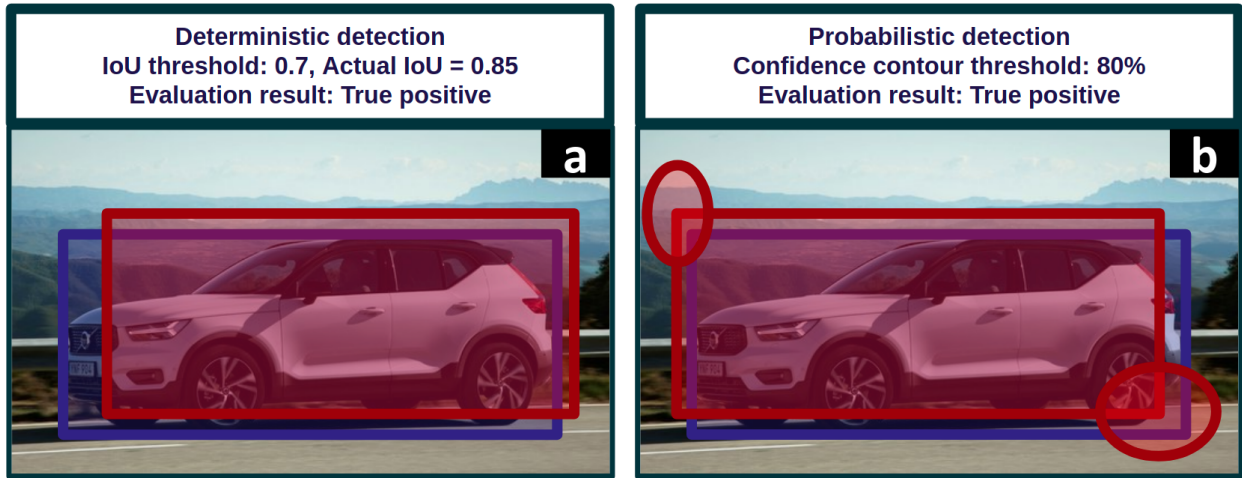 Deterministic detection
IoU threshold: 0.7, Actual IoU = 0.85
Evaluation result: True positive
Probabilistic detection
Confidence contour threshold: 80%
Evaluation result: True positive
a
b